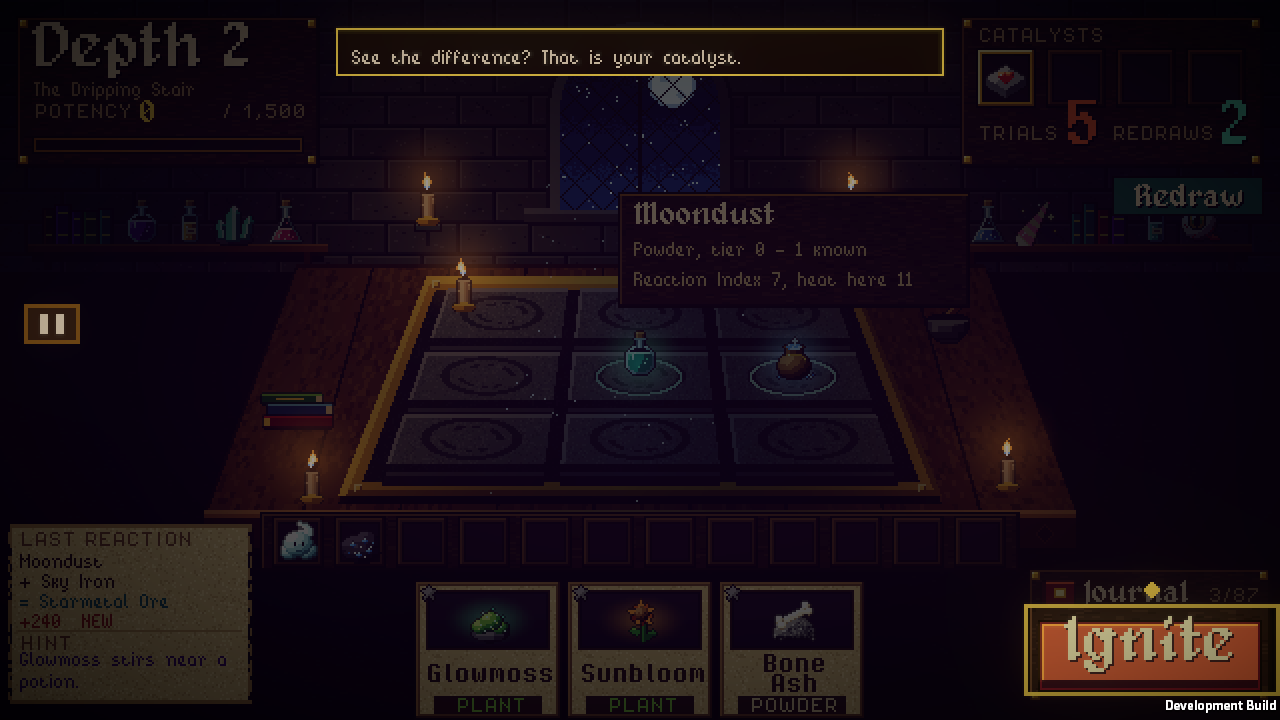 Depth 2
The Dripping Stair
POTENCY 0 / 1,500
See the difference? That is your catalyst.
CATALYSTS
TRIALS 5 REDRAWS 2
Redraw
Moondust
Powder, tier 0 - 1 known
Reaction Index 7, heat here 11
LAST REACTION
Moondust
+ Sky Iron
= Starmetal Ore
+240 NEW
HINT
Glowmoss stirs near a
potion.
Glowmoss
PLANT
Sunbloom
PLANT
Bone
Ash
POWDER
Journal 3/87
Ignite
Development Build